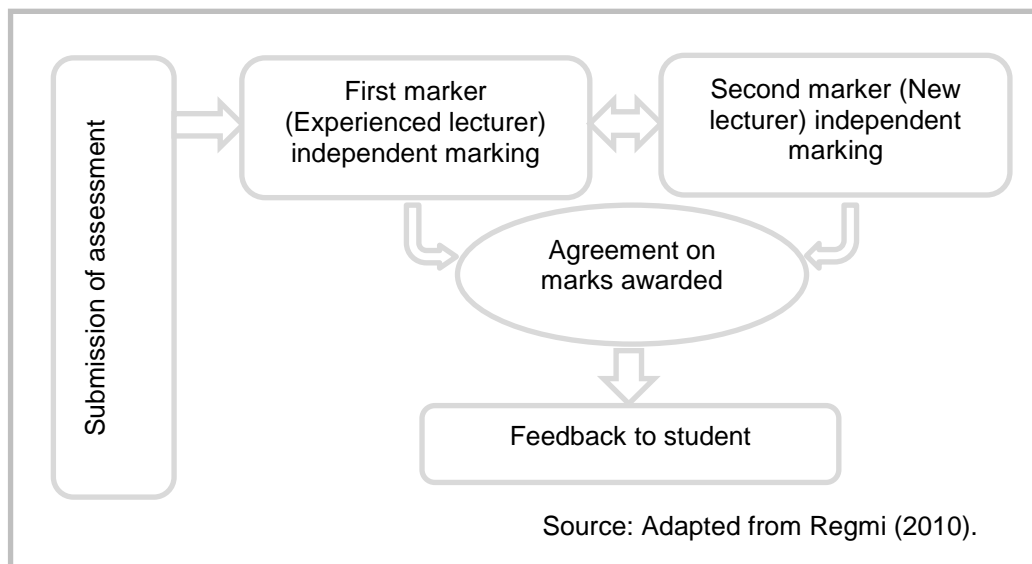 Submission of assessment
First marker
(Experienced lecturer)
independent marking
Second marker (New
lecturer) independent
marking
Agreement on
marks awarded
Feedback to student
Source: Adapted from Regmi (2010).